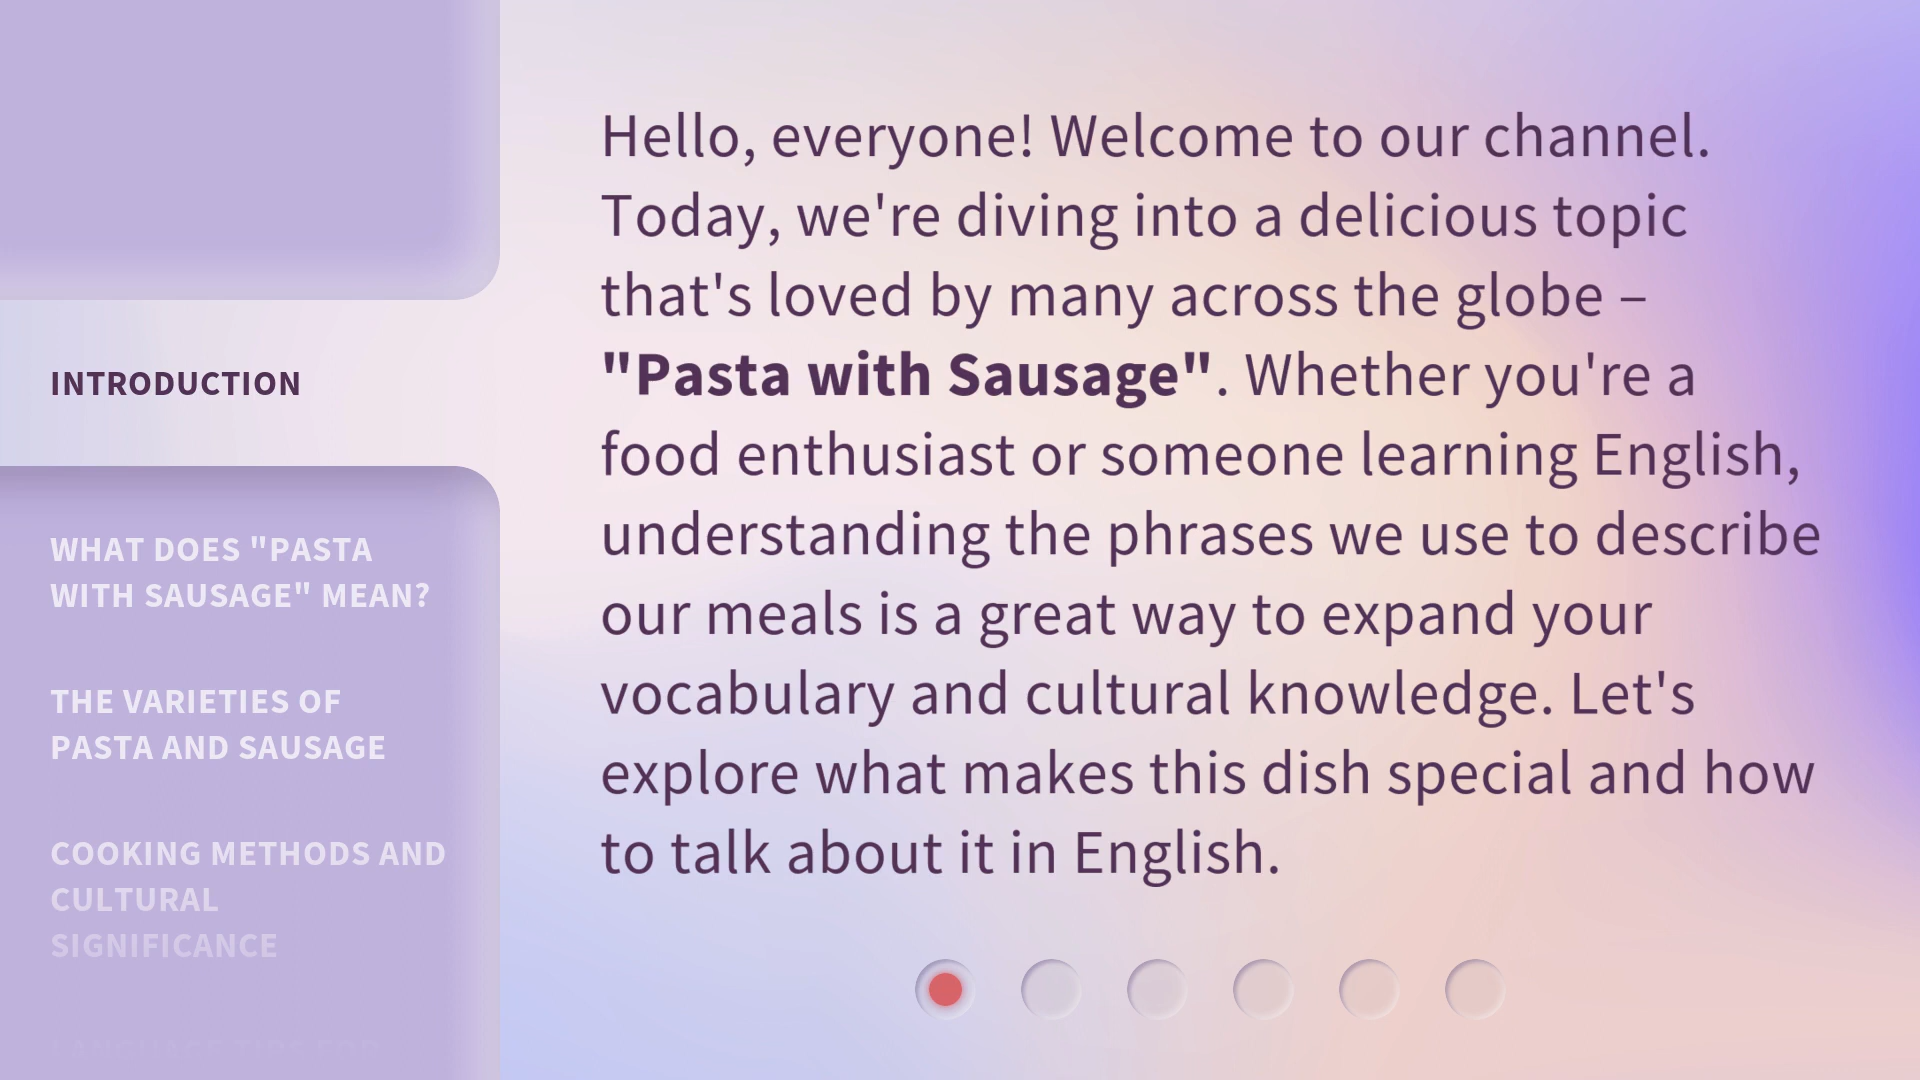 INTRODUCTION
WHAT DOES "PASTA
WITH SAUSAGE" MEAN?
THE VARIETIES OF
PASTA AND SAUSAGE
COOKING METHODS AND
CULTURAL
SIGNIFICANCE
LANGUAGE TIPS FOR
Hello, everyone! Welcome to our channel.
Today, we're diving into a delicious topic
that's loved by many across the globe –
"Pasta with Sausage". Whether you're a
food enthusiast or someone learning English,
understanding the phrases we use to describe
our meals is a great way to expand your
vocabulary and cultural knowledge. Let's
explore what makes this dish special and how
to talk about it in English.